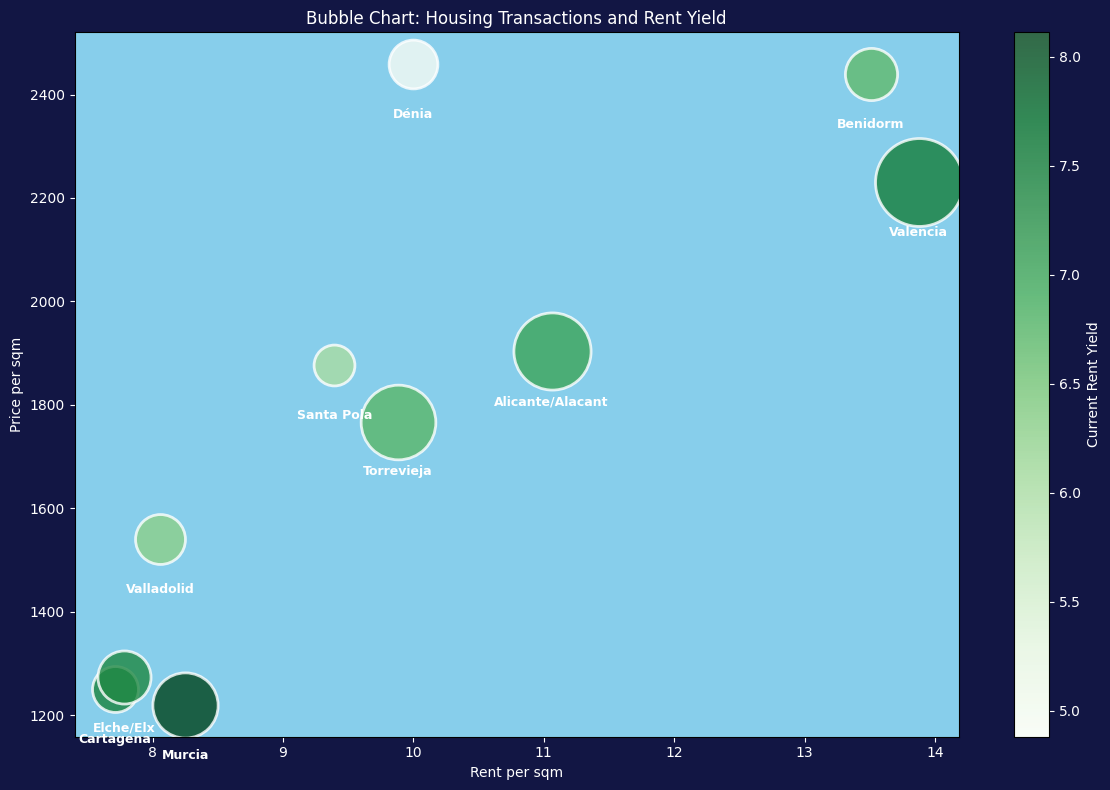 Bubble Chart: Housing Transactions and Rent Yield
Price per sqm
2400
2200
2000
1800
1600
1400
1200
Dénia
Benidorm
Valencia
Alicante/Alacant
Santa Pola
Torrevieja
Valladolid
Elche/Elx
Cartagena
Murcia
8
9
10
11
12
13
14
Rent per sqm
8.0
7.5
7.0
6.5
6.0
5.5
5.0
Current Rent Yield